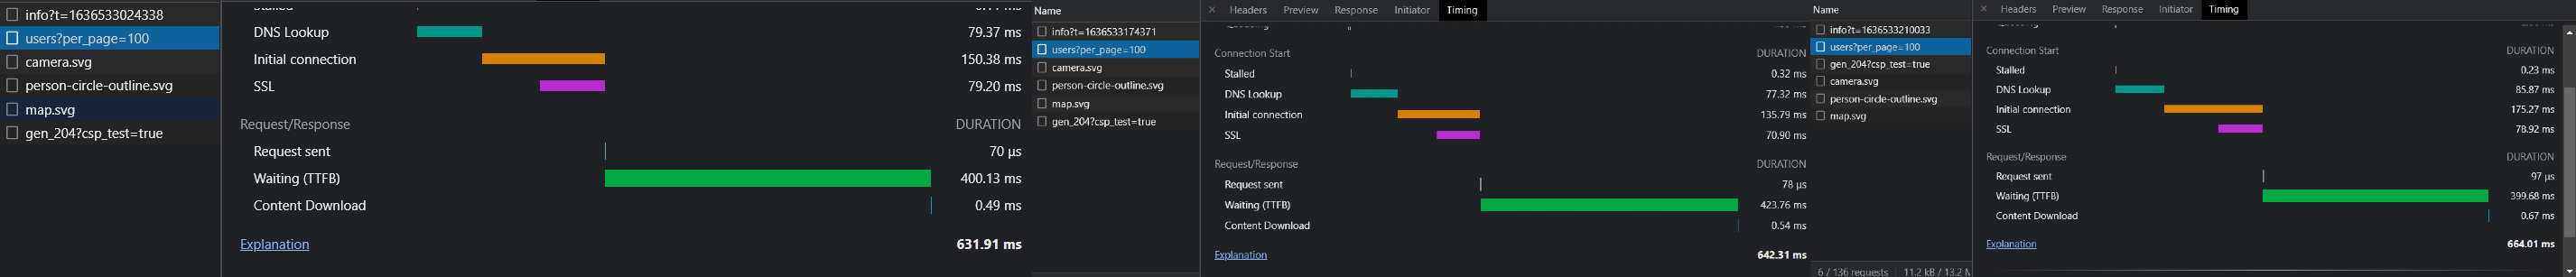 info?t=1636533024338
users?per_page=100
camera.svg
person-circle-outline.svg
map.svg
gen_204?csp_test=true
Stalled
DNS Lookup 79.37 ms
Initial connection 150.38 ms
SSL 79.20 ms
Request/Response DURATION
Request sent 70 μs
Waiting (TTFB) 400.13 ms
Content Download 0.49 ms
Explanation 631.91 ms
Name
info?t=1636533174371
users?per_page=100
camera.svg
person-circle-outline.svg
map.svg
gen_204?csp_test=true
× Headers Preview Response Initiator Timing
Connection Start DURATION
Stalled 0.32 ms
DNS Lookup 77.32 ms
Initial connection 135.79 ms
SSL 70.90 ms
Request/Response DURATION
Request sent 78 μs
Waiting (TTFB) 423.76 ms
Content Download 0.54 ms
Explanation 642.31 ms
Name
info?t=1636533210033
users?per_page=100
gen_204?csp_test=true
camera.svg
person-circle-outline.svg
map.svg
6 / 136 requests 11.2 kB / 13.2 M
× Headers Preview Response Initiator Timing
Connection Start DURATION
Stalled 0.23 ms
DNS Lookup 85.87 ms
Initial connection 175.27 ms
SSL 78.92 ms
Request/Response DURATION
Request sent 97 μs
Waiting (TTFB) 399.68 ms
Content Download 0.67 ms
Explanation 664.01 ms